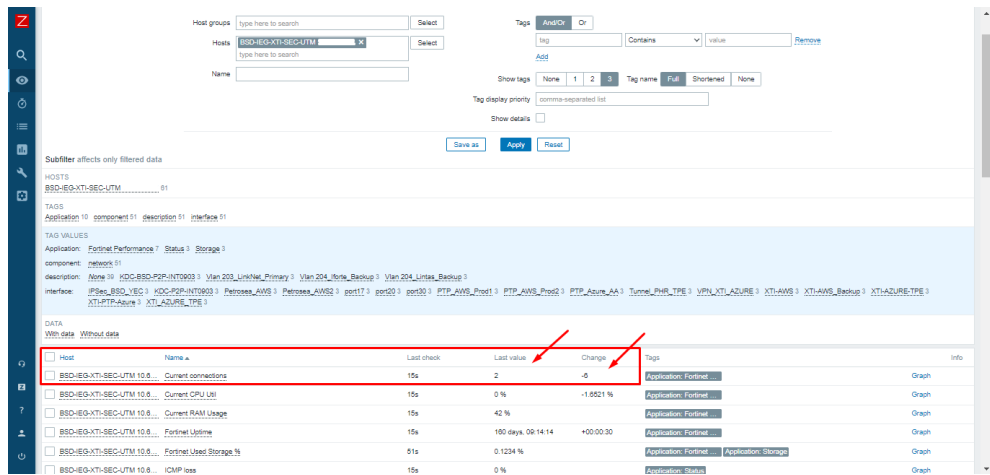 Z
Host groups type here to search Select Tags And/Or Or
Hosts BSD-IEG-XTI-SEC-UTM × Select tag Contains value Remove
type here to search Add
Name
Show tags None 1 2 3 Tag name Full Shortened None
Tag display priority comma-separated list
Show details
Save as Apply Reset
Subfilter affects only filtered data
HOSTS
BSD-IEG-XTI-SEC-UTM 61
TAGS
Application 10 component 51 description 51 interface 51
TAG VALUES
Application: Fortinet Performance 7 Status 3 Storage 3
component: network 51
description: None 39 KDC-BSD-P2P-INT0903 3 Vlan 203_LinkNet_Primary 3 Vlan 204_Iforte_Backup 3 Vlan 204_Lintas_Backup 3
interface: IPSec_BSD_YEC 3 KDC-P2P-INT0903 3 Petrosea_AWS 3 Petrosea_AWS2 3 port17 3 port20 3 port30 3 PTP_AWS_Prod1 3 PTP_AWS_Prod2 3 PTP_Azure_AA 3 Tunnel_PHR_TPE 3 VPN_XTI_AZURE 3 XTI-AWS 3 XTI-AWS_Backup 3 XTI-AZURE-TPE 3
XTI-PTP-Azure 3 XTI_AZURE_TPE 3
DATA
With data Without data
Host Name Last check Last value Change Tags Info
BSD-IEG-XTI-SEC-UTM 10.6... Current connections 15s 2 -6 Application: Fortinet ... Graph
BSD-IEG-XTI-SEC-UTM 10.6... Current CPU Util 15s 0 % -1.6521 % Application: Fortinet ... Graph
BSD-IEG-XTI-SEC-UTM 10.6... Current RAM Usage 15s 42 % Application: Fortinet ... Graph
BSD-IEG-XTI-SEC-UTM 10.6... Fortinet Uptime 15s 160 days, 09:14:14 +00:00:30 Application: Fortinet ... Graph
BSD-IEG-XTI-SEC-UTM 10.6... Fortinet Used Storage % 51s 0.1234 % Application: Fortinet ... Application: Storage Graph
BSD-IEG-XTI-SEC-UTM 10.6... ICMP loss 15s 0 % Application: Status Graph